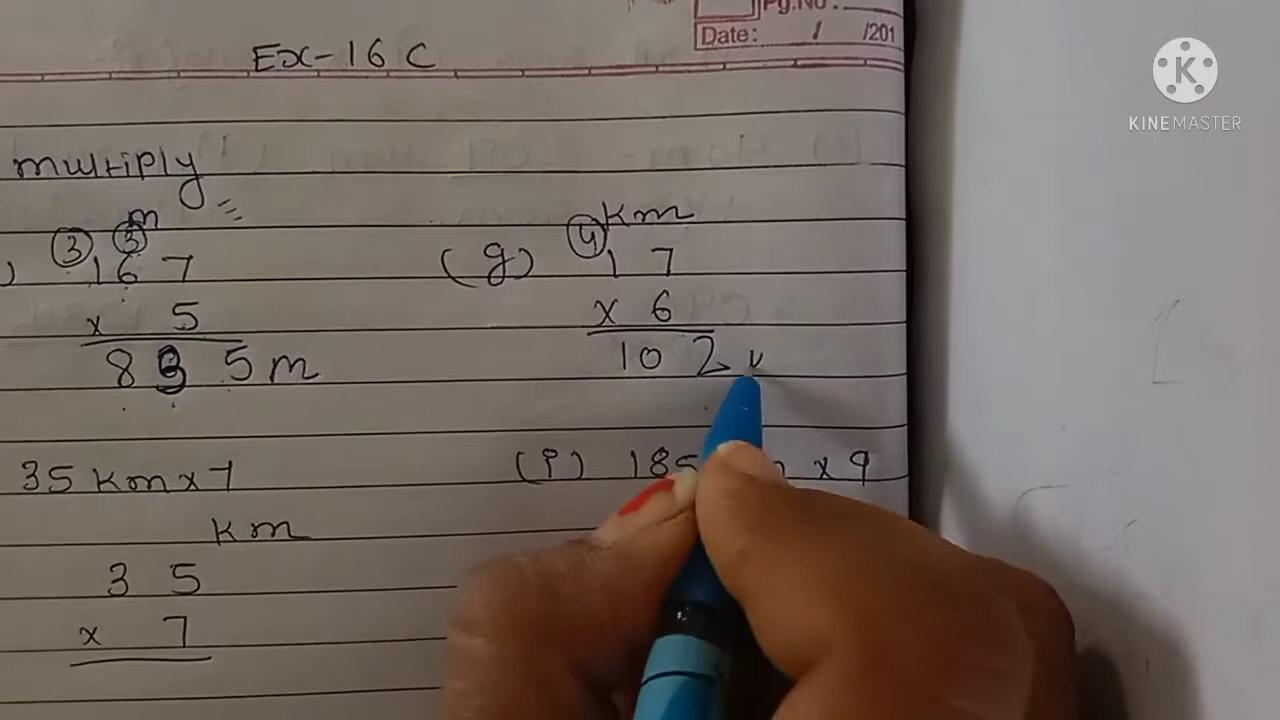 Pg.No:
Date: / /201
EX-16 C
K
KINEMASTER
multiply
m
3 3
) 167
x 5
835 m
km
4
(g) 17
x 6
102
35 km x 7
km
35
x 7
(i) 185 x 9